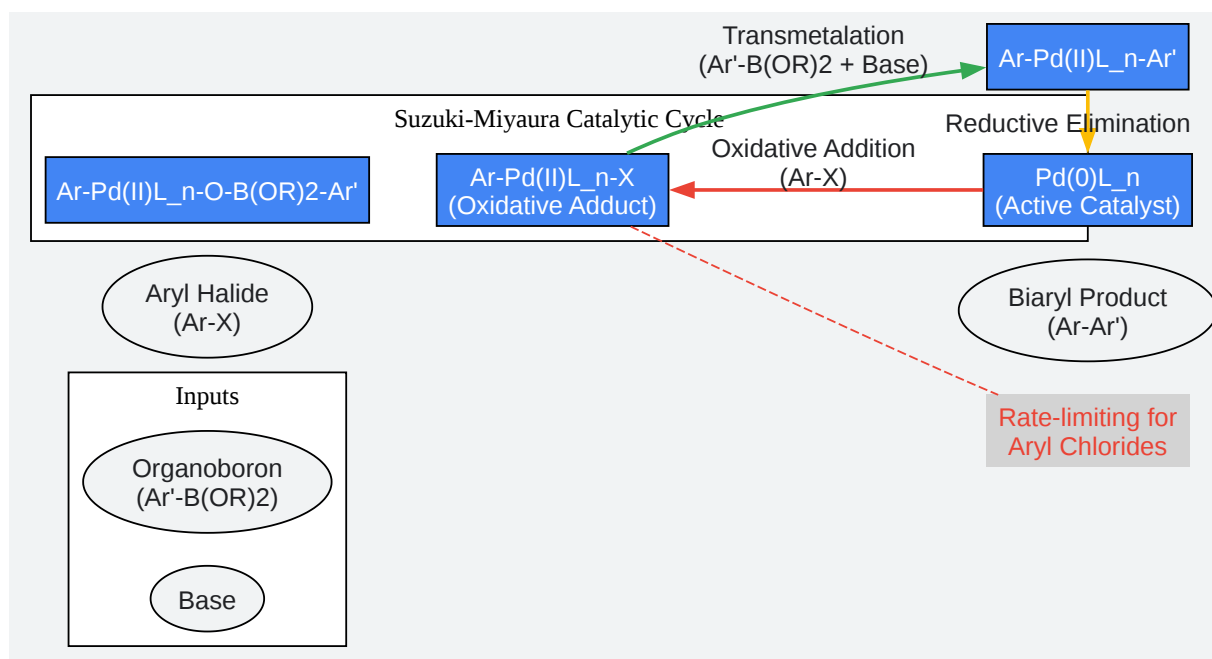 Transmetalation
(Ar'-B(OR)2 + Base)
Ar-Pd(II)L_n-Ar'
Suzuki-Miyaura Catalytic Cycle
Reductive Elimination
Oxidative Addition
(Ar-X)
Ar-Pd(II)L_n-O-B(OR)2-Ar'
Ar-Pd(II)L_n-X
(Oxidative Adduct)
Pd(0)L_n
(Active Catalyst)
Aryl Halide
(Ar-X)
Biaryl Product
(Ar-Ar')
Inputs
Organoboron
(Ar'-B(OR)2)
Base
Rate-limiting for
Aryl Chlorides